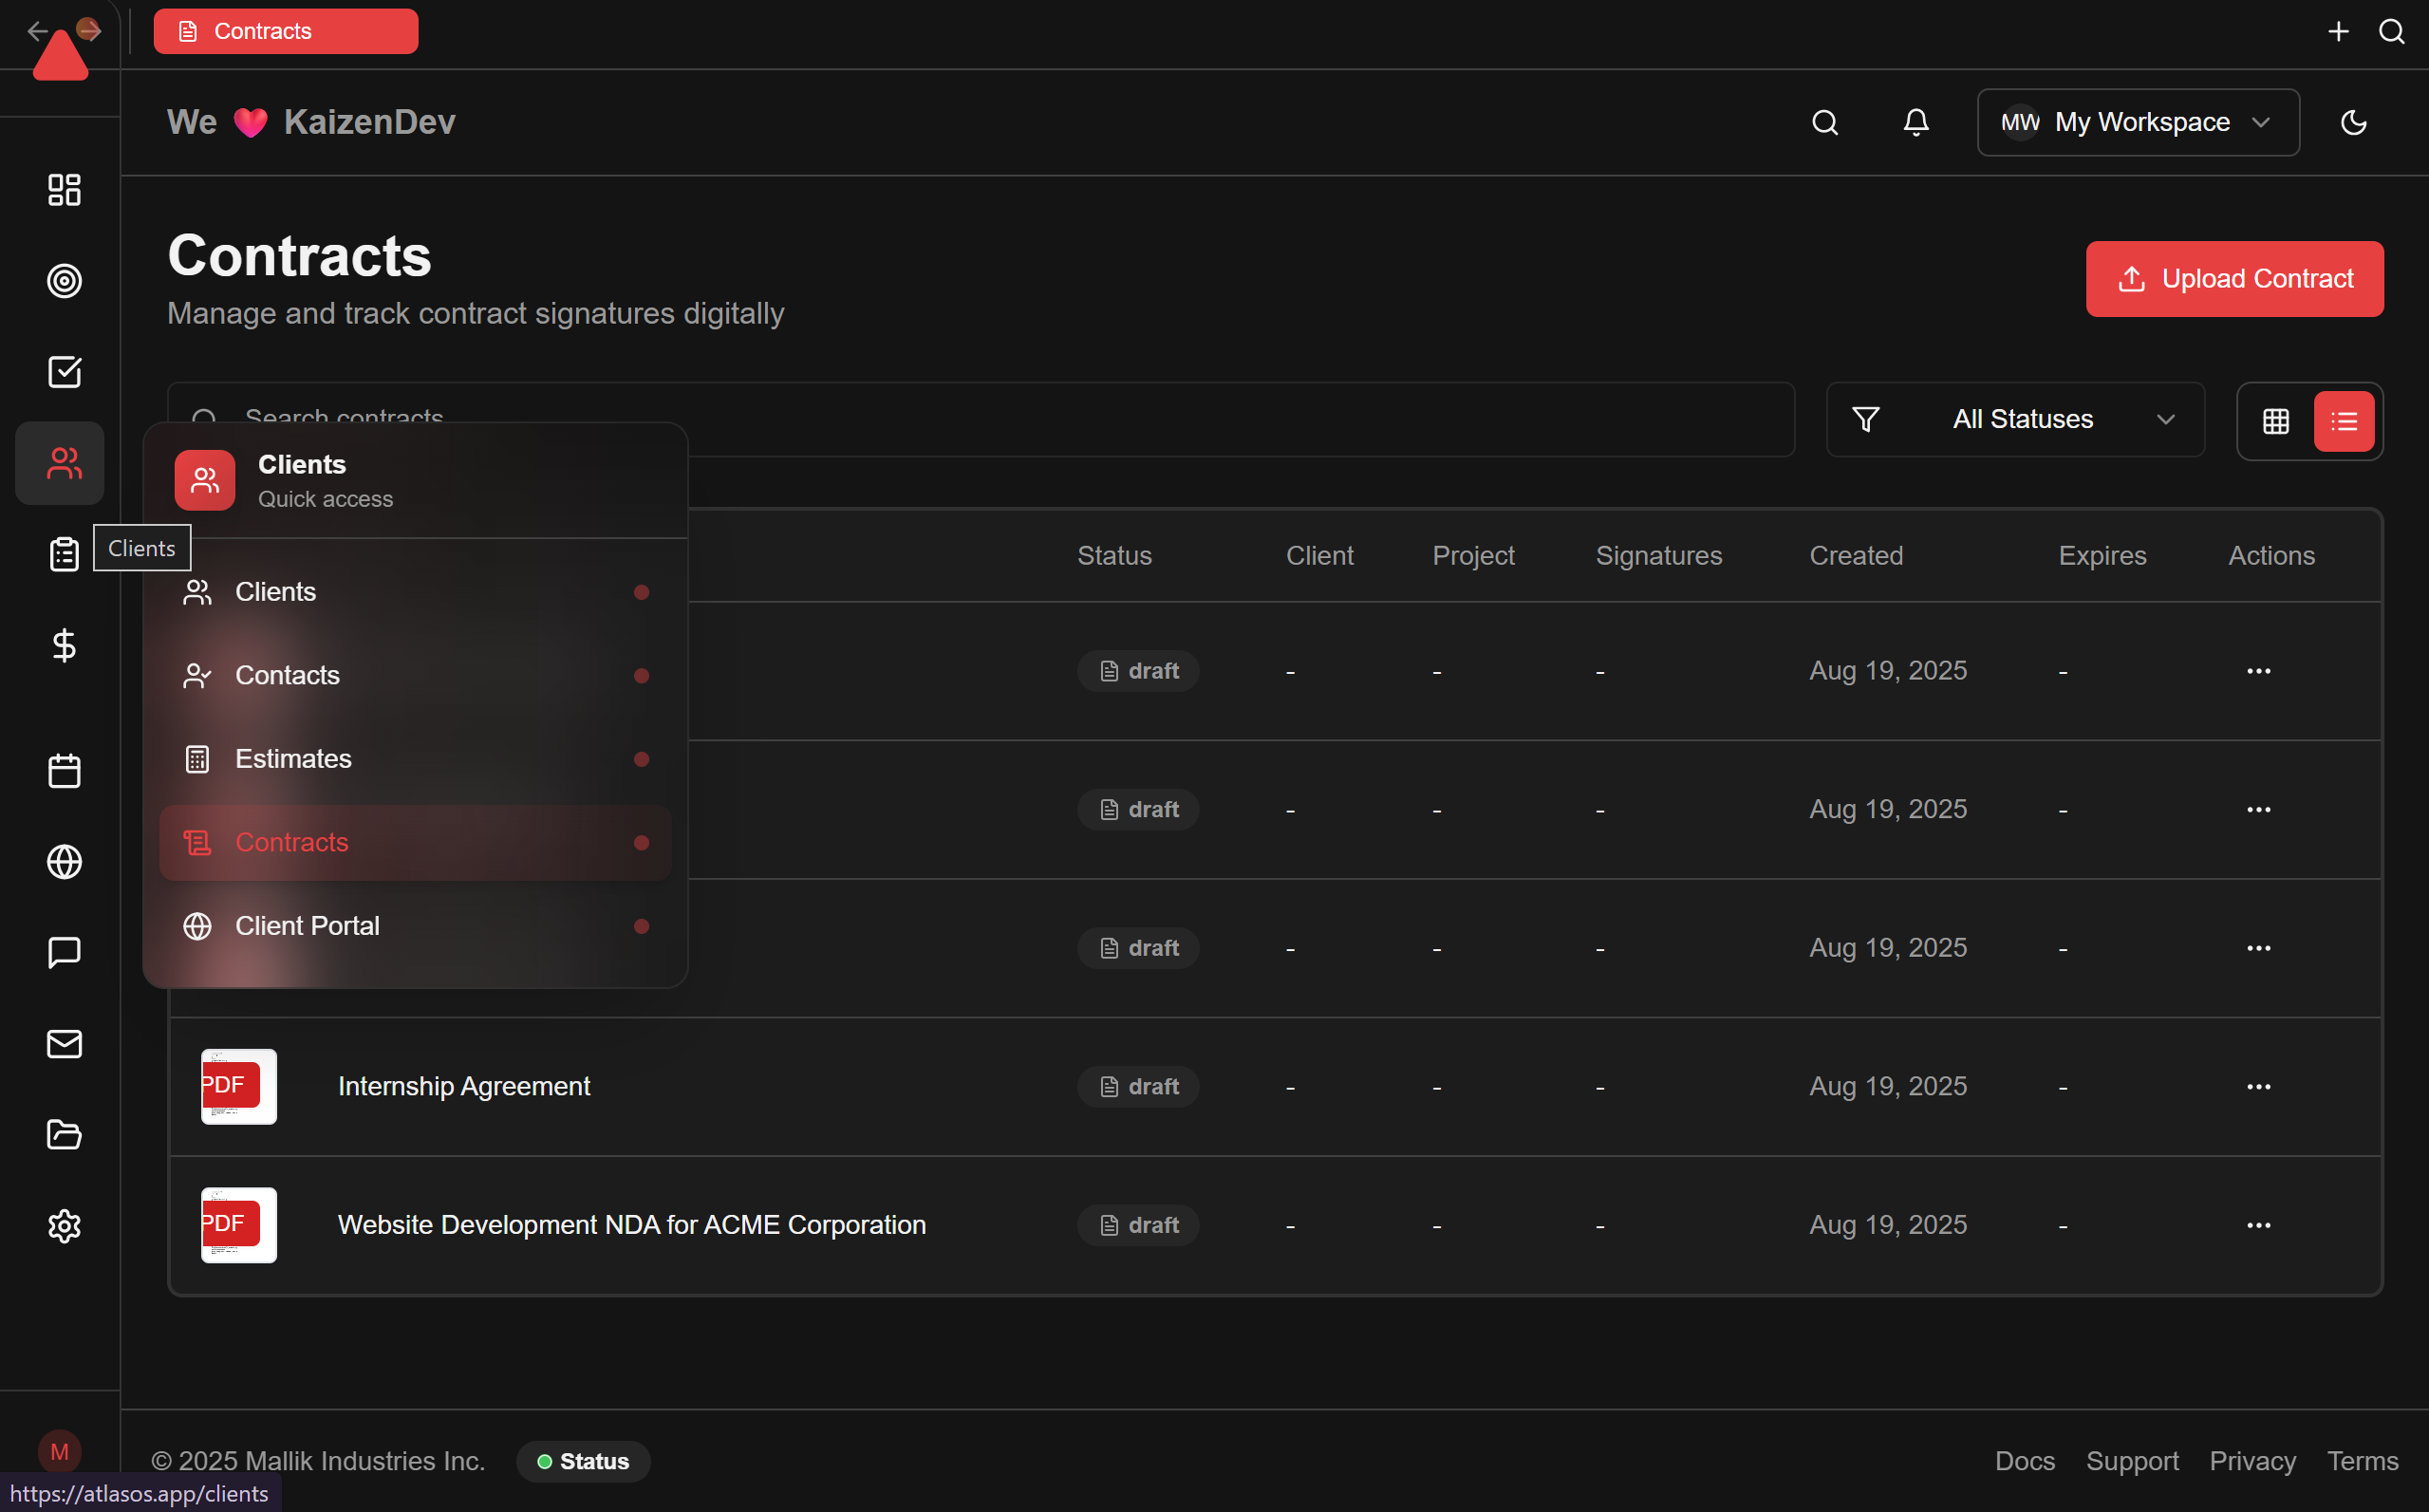 Contracts
We ❤️ KaizenDev
MW My Workspace
Contracts
Manage and track contract signatures digitally
Upload Contract
Search contracts
All Statuses
Clients
Quick access
Clients
Clients
Contacts
Estimates
Contracts
Client Portal
Status Client Project Signatures Created Expires Actions
draft - - - Aug 19, 2025 - ...
draft - - - Aug 19, 2025 - ...
draft - - - Aug 19, 2025 - ...
PDF Internship Agreement draft - - - Aug 19, 2025 - ...
PDF Website Development NDA for ACME Corporation draft - - - Aug 19, 2025 - ...
M
© 2025 Mallik Industries Inc. Status Docs Support Privacy Terms
https://atlasos.app/clients